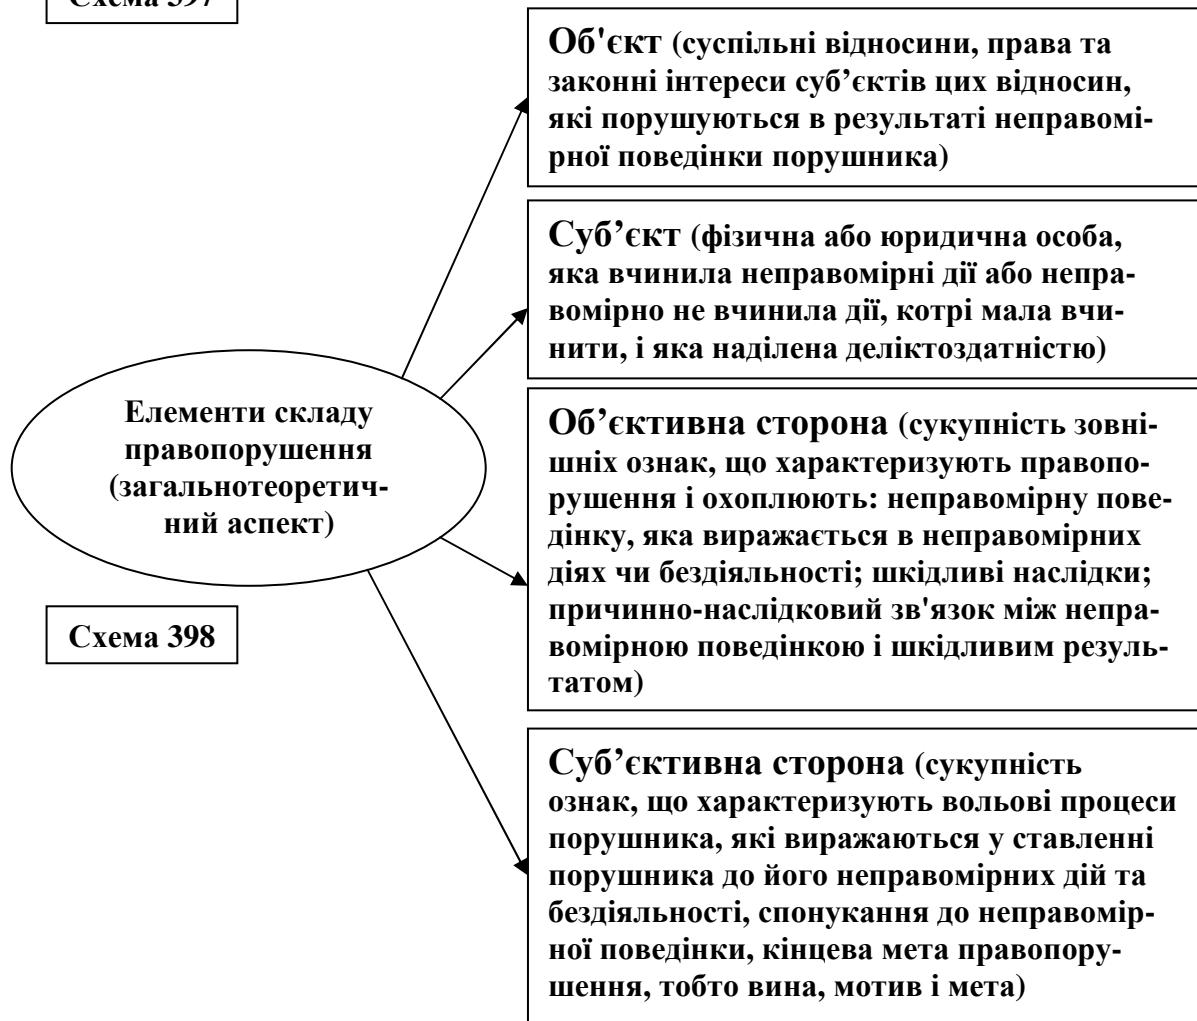 Схема 397
Об'єкт (суспільні відносини, права та
законні інтереси суб’єктів цих відносин,
які порушуються в результаті неправомі-
рної поведінки порушника)
Суб’єкт (фізична або юридична особа,
яка вчинила неправомірні дії або непра-
вомірно не вчинила дії, котрі мала вчи-
нити, і яка наділена деліктоздатністю)
Елементи складу
правопорушення
(загальнотеоретич-
ний аспект)
Об’єктивна сторона (сукупність зовні-
шніх ознак, що характеризують правопо-
рушення і охоплюють: неправомірну пове-
дінку, яка виражається в неправомірних
діях чи бездіяльності; шкідливі наслідки;
причинно-наслідковий зв'язок між непра-
вомірною поведінкою і шкідливим резуль-
татом)
Схема 398
Суб’єктивна сторона (сукупність
ознак, що характеризують вольові процеси
порушника, які виражаються у ставленні
порушника до його неправомірних дій та
бездіяльності, спонукання до неправомір-
ної поведінки, кінцева мета правопору-
шення, тобто вина, мотив і мета)